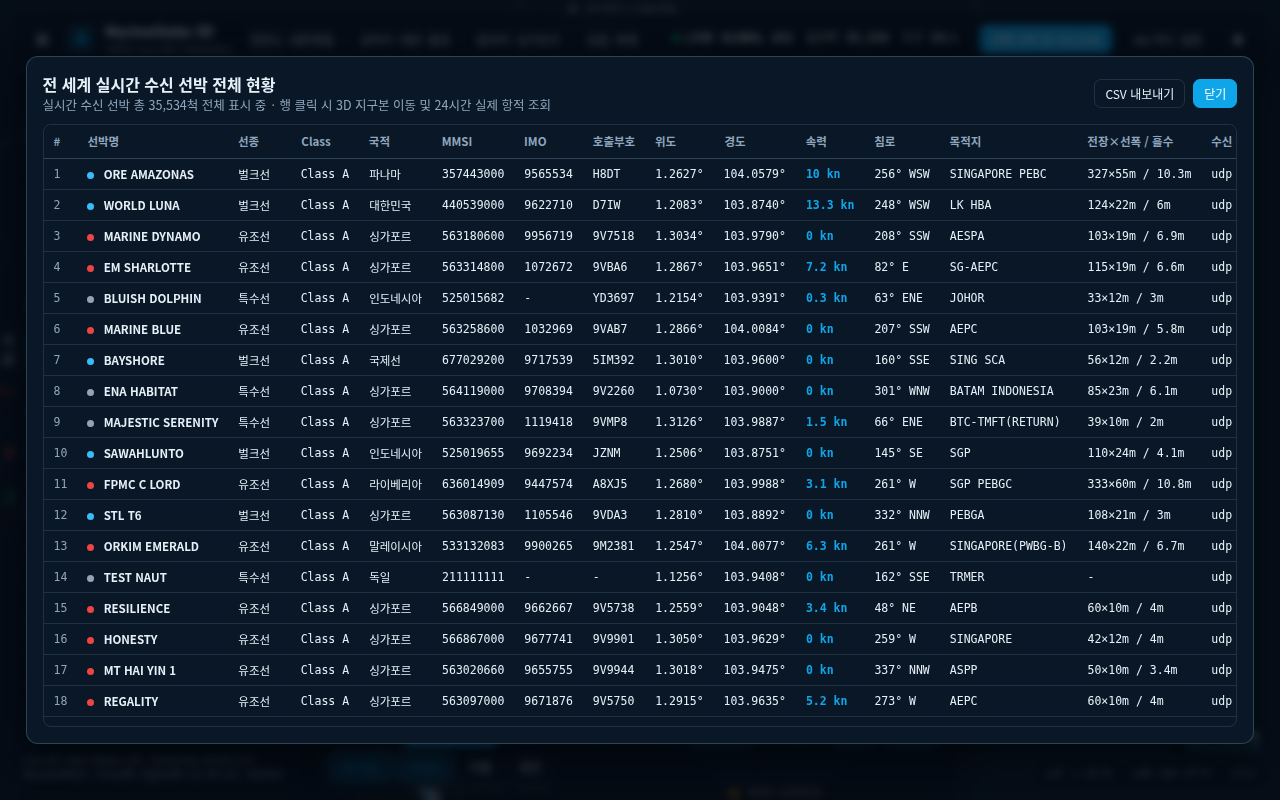 전 세계 실시간 수신 선박 전체 현황
실시간 수신 선박 총 35,534척 전체 표시 중 · 행 클릭 시 3D 지구본 이동 및 24시간 실제 항적 조회
CSV 내보내기 닫기
# 선박명 선종 Class 국적 MMSI IMO 호출부호 위도 경도 속력 침로 목적지 전장×선폭 / 흘수 수신
1 ORE AMAZONAS 벌크선 Class A 파나마 357443000 9565534 H8DT 1.2627° 104.0579° 10 kn 256° WSW SINGAPORE PEBC 327×55m / 10.3m udp
2 WORLD LUNA 벌크선 Class A 대한민국 440539000 9622710 D7IW 1.2083° 103.8740° 13.3 kn 248° WSW LK HBA 124×22m / 6m udp
3 MARINE DYNAMO 유조선 Class A 싱가포르 563180600 9956719 9V7518 1.3034° 103.9790° 0 kn 208° SSW AESPA 103×19m / 6.9m udp
4 EM SHARLOTTE 유조선 Class A 싱가포르 563314800 1072672 9VBA6 1.2867° 103.9651° 7.2 kn 82° E SG-AEPC 115×19m / 6.6m udp
5 BLUISH DOLPHIN 특수선 Class A 인도네시아 525015682 - YD3697 1.2154° 103.9391° 0.3 kn 63° ENE JOHOR 33×12m / 3m udp
6 MARINE BLUE 유조선 Class A 싱가포르 563258600 1032969 9VAB7 1.2866° 104.0084° 0 kn 207° SSW AEPC 103×19m / 5.8m udp
7 BAYSHORE 벌크선 Class A 국제선 677029200 9717539 5IM392 1.3010° 103.9600° 0 kn 160° SSE SING SCA 56×12m / 2.2m udp
8 ENA HABITAT 특수선 Class A 싱가포르 564119000 9708394 9V2260 1.0730° 103.9000° 0 kn 301° WNW BATAM INDONESIA 85×23m / 6.1m udp
9 MAJESTIC SERENITY 특수선 Class A 싱가포르 563323700 1119418 9VMP8 1.3126° 103.9887° 1.5 kn 66° ENE BTC-TMFT(RETURN) 39×10m / 2m udp
10 SAWAHLUNTO 벌크선 Class A 인도네시아 525019655 9692234 JZNM 1.2506° 103.8751° 0 kn 145° SE SGP 110×24m / 4.1m udp
11 FPMC C LORD 유조선 Class A 라이베리아 636014909 9447574 A8XJ5 1.2680° 103.9988° 3.1 kn 261° W SGP PEBGC 333×60m / 10.8m udp
12 STL T6 벌크선 Class A 싱가포르 563087130 1105546 9VDA3 1.2810° 103.8892° 0 kn 332° NNW PEBGA 108×21m / 3m udp
13 ORKIM EMERALD 유조선 Class A 말레이시아 533132083 9900265 9M2381 1.2547° 104.0077° 6.3 kn 261° W SINGAPORE(PWBG-B) 140×22m / 6.7m udp
14 TEST NAUT 특수선 Class A 독일 211111111 - - 1.1256° 103.9408° 0 kn 162° SSE TRMER - udp
15 RESILIENCE 유조선 Class A 싱가포르 566849000 9662667 9V5738 1.2559° 103.9048° 3.4 kn 48° NE AEPB 60×10m / 4m udp
16 HONESTY 유조선 Class A 싱가포르 566867000 9677741 9V9901 1.3050° 103.9629° 0 kn 259° W SINGAPORE 42×12m / 4m udp
17 MT HAI YIN 1 유조선 Class A 싱가포르 563020660 9655755 9V9944 1.3018° 103.9475° 0 kn 337° NNW ASPP 50×10m / 3.4m udp
18 REGALITY 유조선 Class A 싱가포르 563097000 9671876 9V5750 1.2915° 103.9635° 5.2 kn 273° W AEPC 60×10m / 4m udp